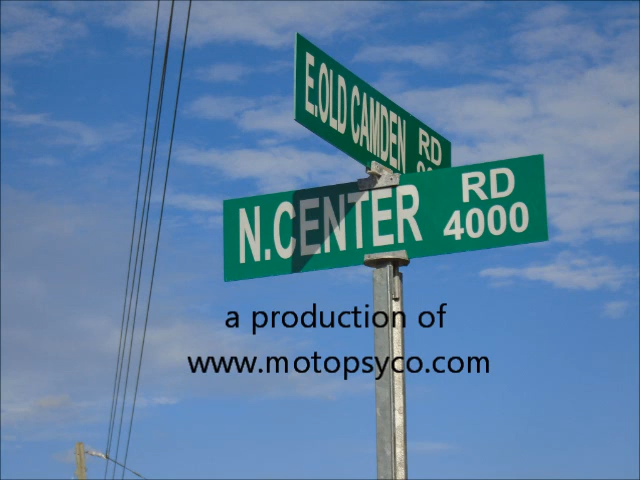 E.OLD CAMDEN RD
N.CENTER RD
4000
a production of
www.motopsyco.com